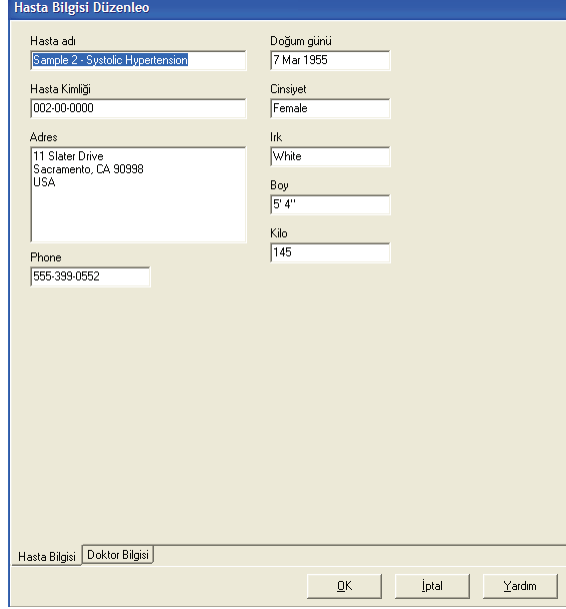 Hasta Bilgisi Düzenleo
Hasta adı
Sample 2 - Systolic Hypertension
Hasta Kimliği
002-00-0000
Adres
11 Slater Drive
Sacramento, CA 90998
USA
Phone
555-399-0552
Doğum günü
7 Mar 1955
Cinsiyet
Female
Irk
White
Boy
5' 4''
Kilo
145
Hasta Bilgisi Doktor Bilgisi
OK İptal Yardım